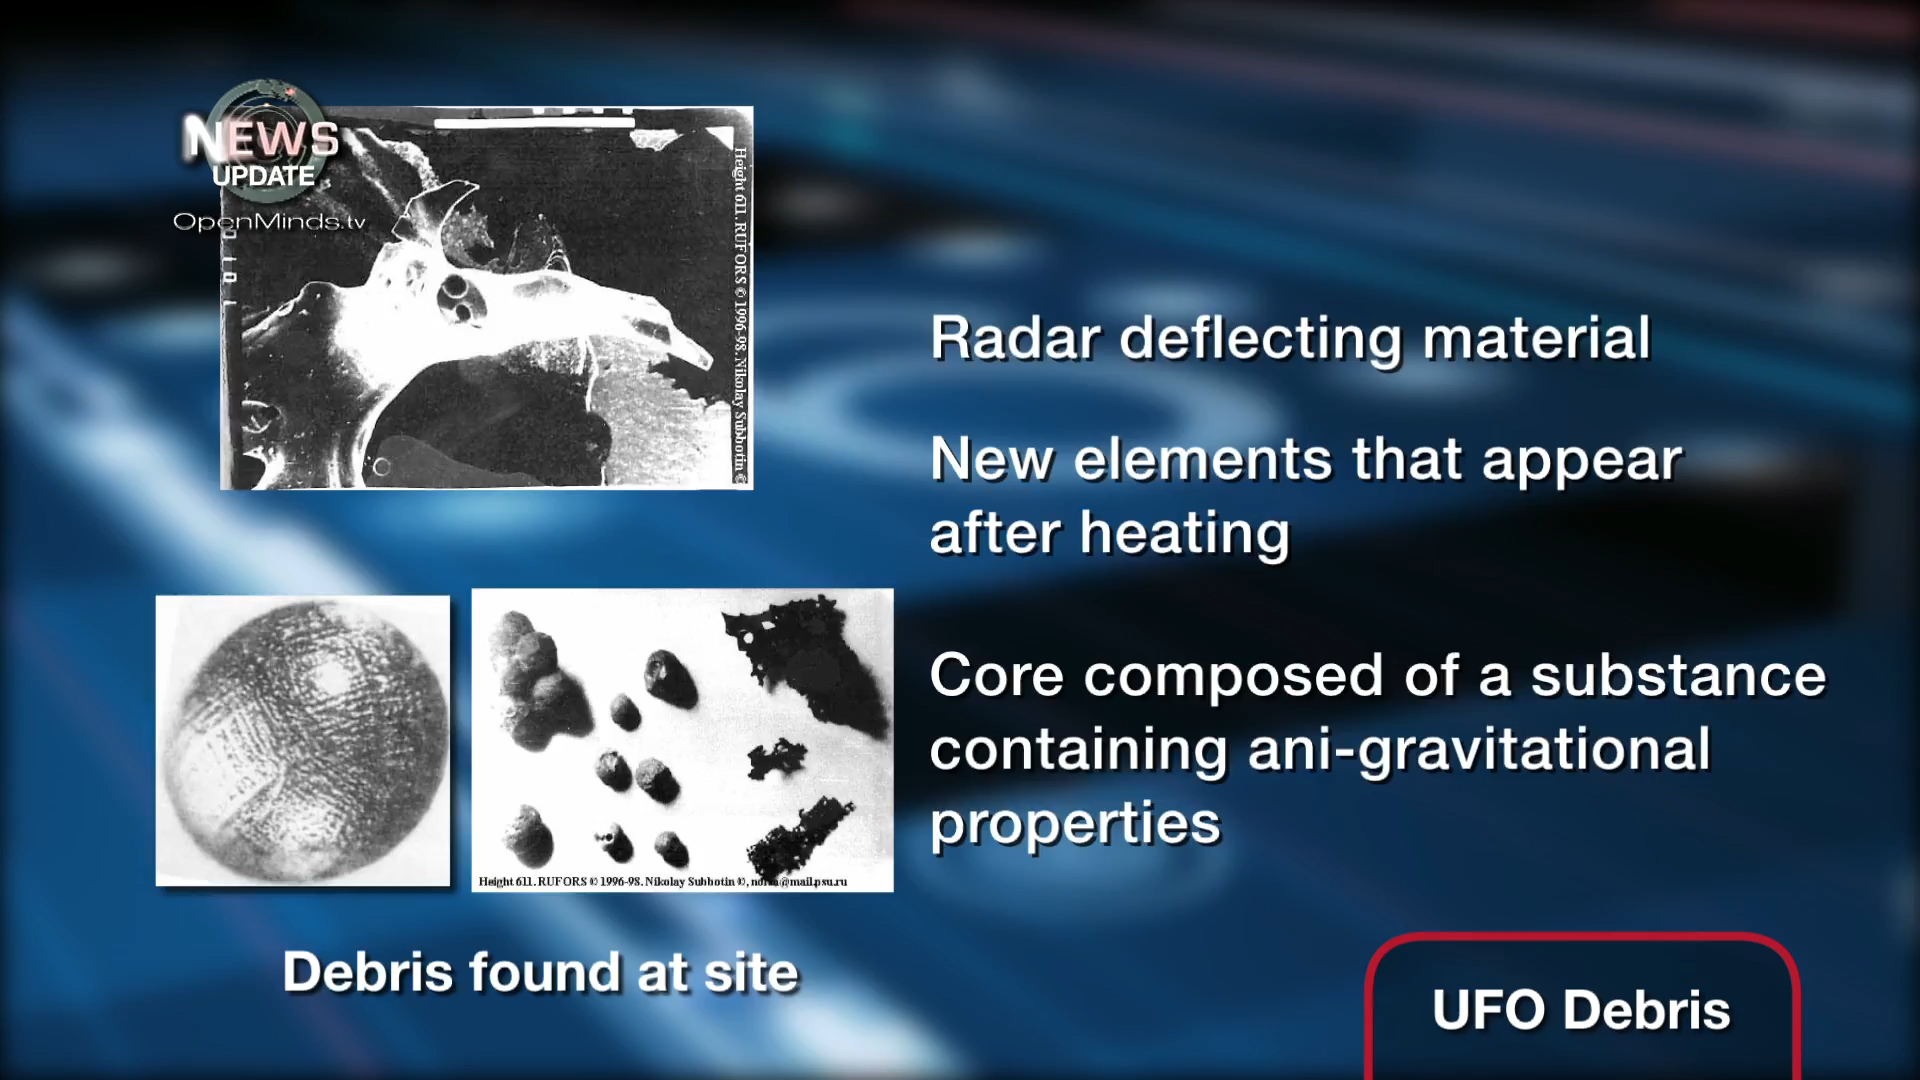 NEWS
UPDATE
OpenMinds.tv
Height 611. RUFORS © 1996-98. Nikolay Subbotin ©
Radar deflecting material
New elements that appear
after heating
Core composed of a substance
containing ani-gravitational
properties
Height 611. RUFORS © 1996-98. Nikolay Subbotin ©,
Debris found at site
UFO Debris